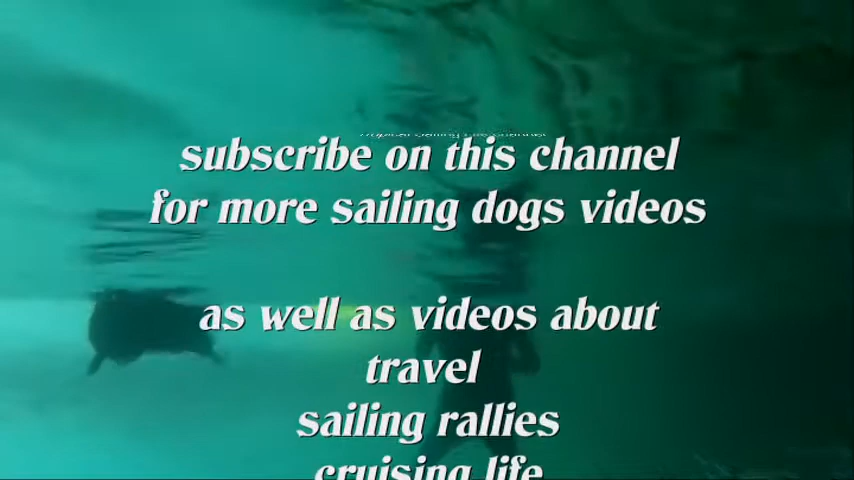 subscribe on this channel
for more sailing dogs videos
as well as videos about
travel
sailing rallies
cruising life